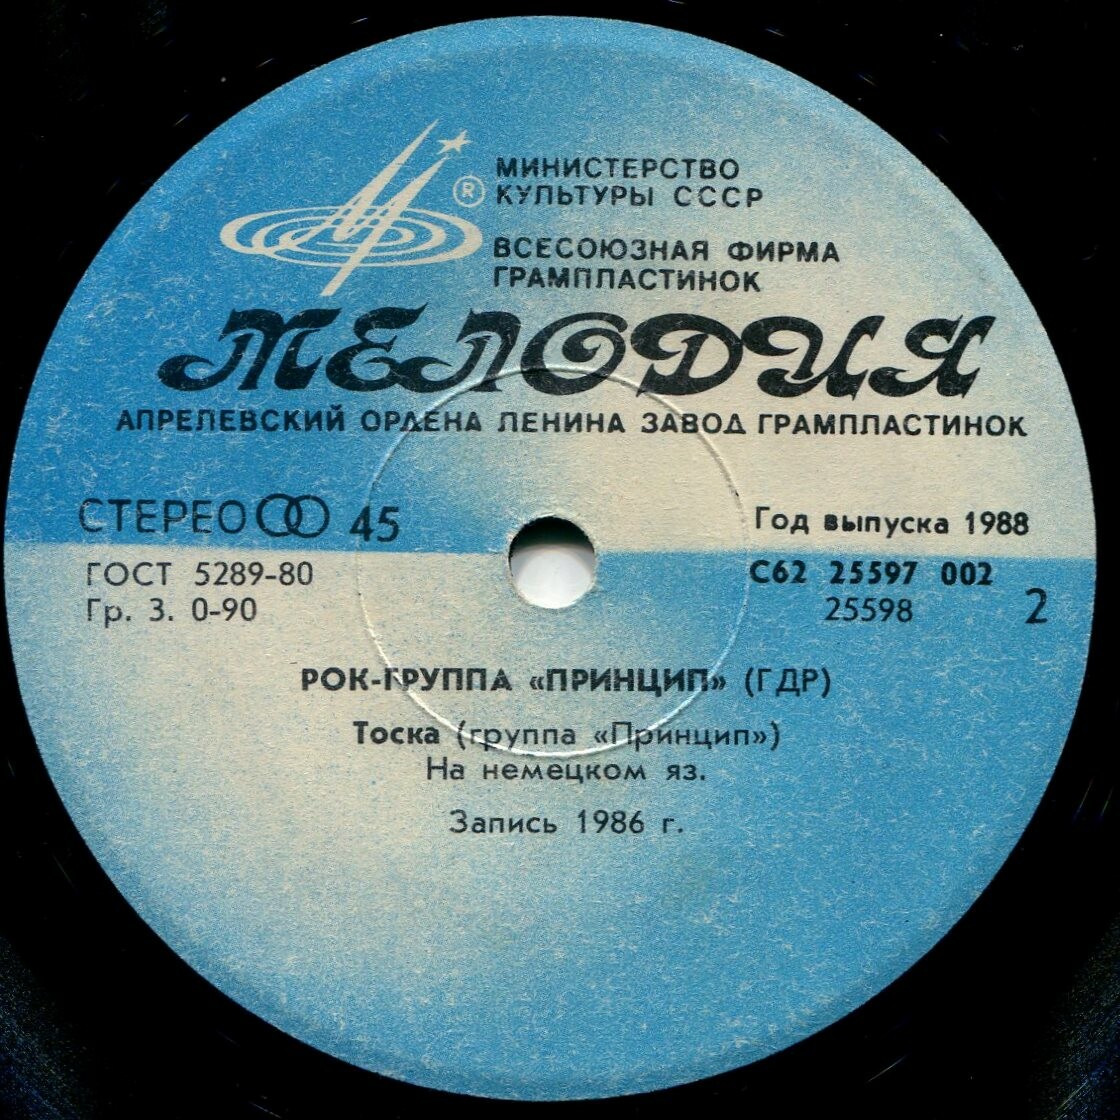 ®
МИНИСТЕРСТВО
КУЛЬТУРЫ СССР
ВСЕСОЮЗНАЯ ФИРМА
ГРАМПЛАСТИНОК
МЕЛОДИЯ
АПРЕЛЕВСКИЙ ОРДЕНА ЛЕНИНА ЗАВОД ГРАМПЛАСТИНОК
СТЕРЕО 45
Год выпуска 1988
ГОСТ 5289-80
С62 25597 002
Гр. 3. 0-90
25598
2
РОК-ГРУППА «ПРИНЦИП» (ГДР)
Тоска (группа «Принцип»)
На немецком яз.
Запись 1986 г.